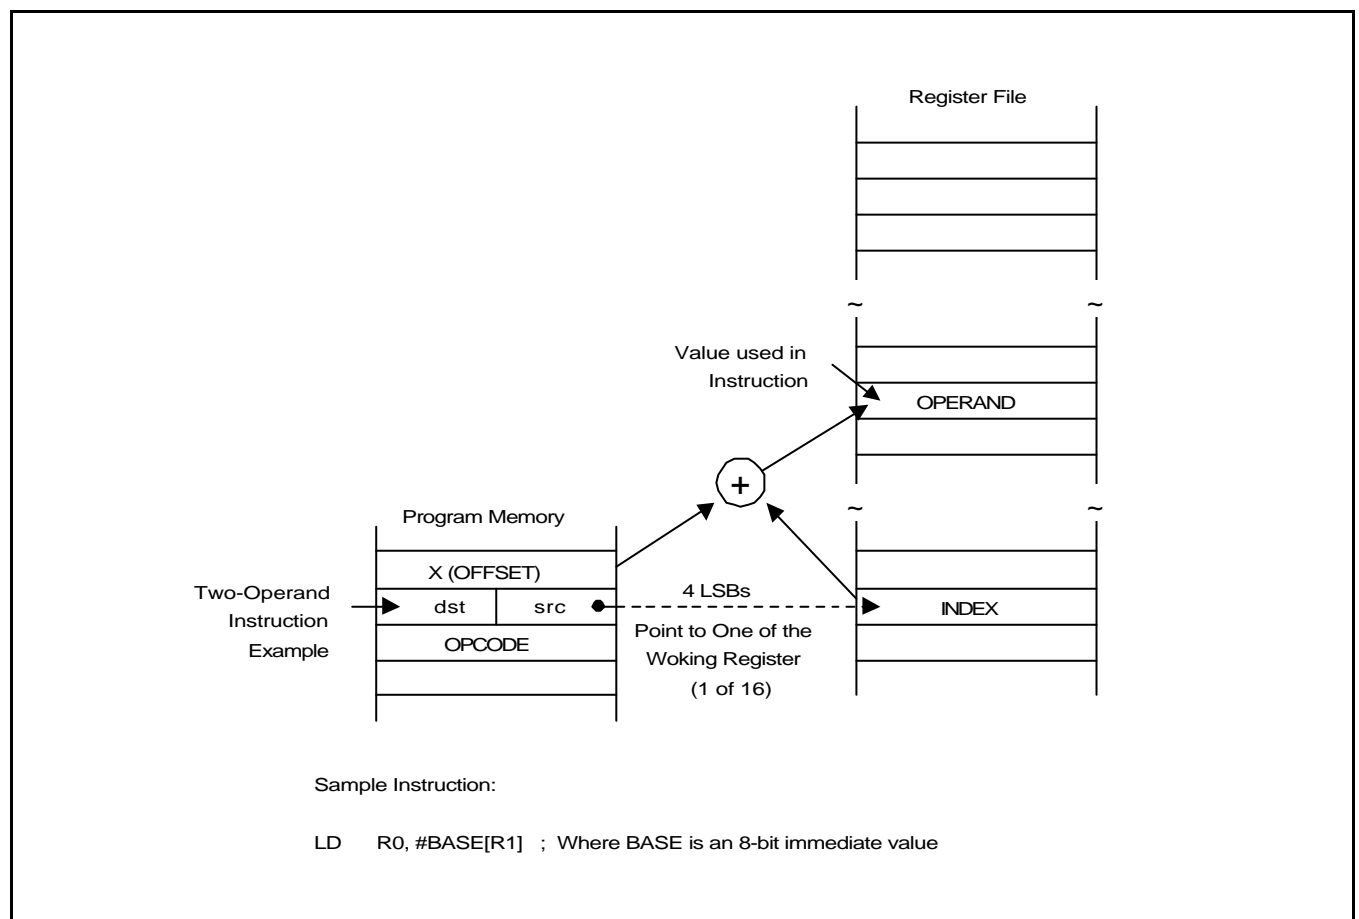 Register File
~ ~
Value used in
Instruction
OPERAND
+
~ ~
Program Memory
X (OFFSET)
Two-Operand
Instruction
Example
dst src
4 LSBs
INDEX
OPCODE
Point to One of the
Woking Register
(1 of 16)
Sample Instruction:
LD R0, #BASE[R1] ; Where BASE is an 8-bit immediate value